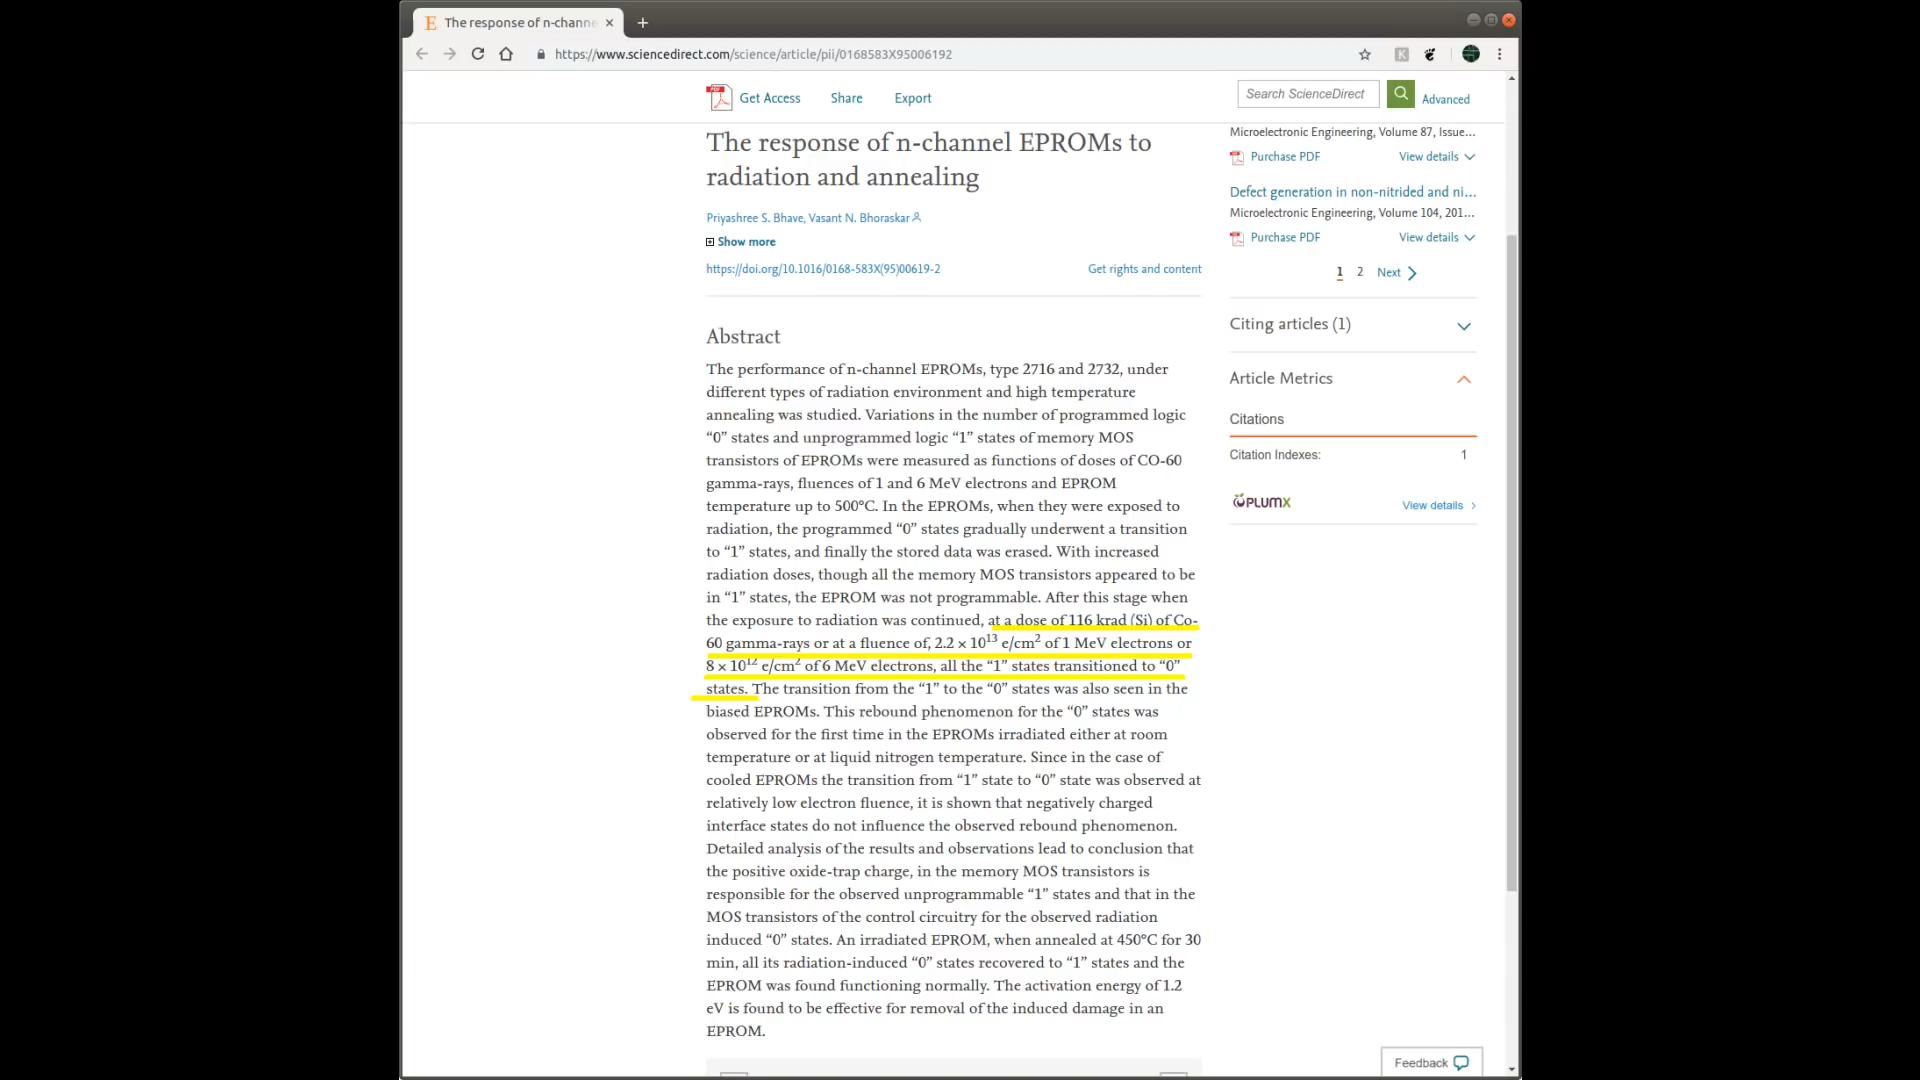 The response of n-channe
https://www.sciencedirect.com/science/article/pii/0168583X95006192
Get Access
Share
Export
Search ScienceDirect
Advanced
The response of n-channel EPROMs to
radiation and annealing
Priyashree S. Bhave, Vasant N. Bhoraskar
Show more
https://doi.org/10.1016/0168-583X(95)00619-2
Get rights and content
Abstract
The performance of n-channel EPROMs, type 2716 and 2732, under
different types of radiation environment and high temperature
annealing was studied. Variations in the number of programmed logic
“0” states and unprogrammed logic “1” states of memory MOS
transistors of EPROMs were measured as functions of doses of CO-60
gamma-rays, fluences of 1 and 6 MeV electrons and EPROM
temperature up to 500°C. In the EPROMs, when they were exposed to
radiation, the programmed “0” states gradually underwent a transition
to “1” states, and finally the stored data was erased. With increased
radiation doses, though all the memory MOS transistors appeared to be
in “1” states, the EPROM was not programmable. After this stage when
the exposure to radiation was continued, at a dose of 116 krad (Si) of Co-
60 gamma-rays or at a fluence of, 2.2 × 10¹³ e/cm² of 1 MeV electrons or
8 × 10¹² e/cm² of 6 MeV electrons, all the “1” states transitioned to “0”
states. The transition from the “1” to the “0” states was also seen in the
biased EPROMs. This rebound phenomenon for the “0” states was
observed for the first time in the EPROMs irradiated either at room
temperature or at liquid nitrogen temperature. Since in the case of
cooled EPROMs the transition from “1” state to “0” state was observed at
relatively low electron fluence, it is shown that negatively charged
interface states do not influence the observed rebound phenomenon.
Detailed analysis of the results and observations lead to conclusion that
the positive oxide-trap charge, in the memory MOS transistors is
responsible for the observed unprogrammable “1” states and that in the
MOS transistors of the control circuitry for the observed radiation
induced “0” states. An irradiated EPROM, when annealed at 450°C for 30
min, all its radiation-induced “0” states recovered to “1” states and the
EPROM was found functioning normally. The activation energy of 1.2
eV is found to be effective for removal of the induced damage in an
EPROM.
Microelectronic Engineering, Volume 87, Issue...
Purchase PDF
View details
Defect generation in non-nitrided and ni...
Microelectronic Engineering, Volume 104, 201...
Purchase PDF
View details
1 2 Next
Citing articles (1)
Article Metrics
Citations
Citation Indexes: 1
PLUMX
View details
Feedback